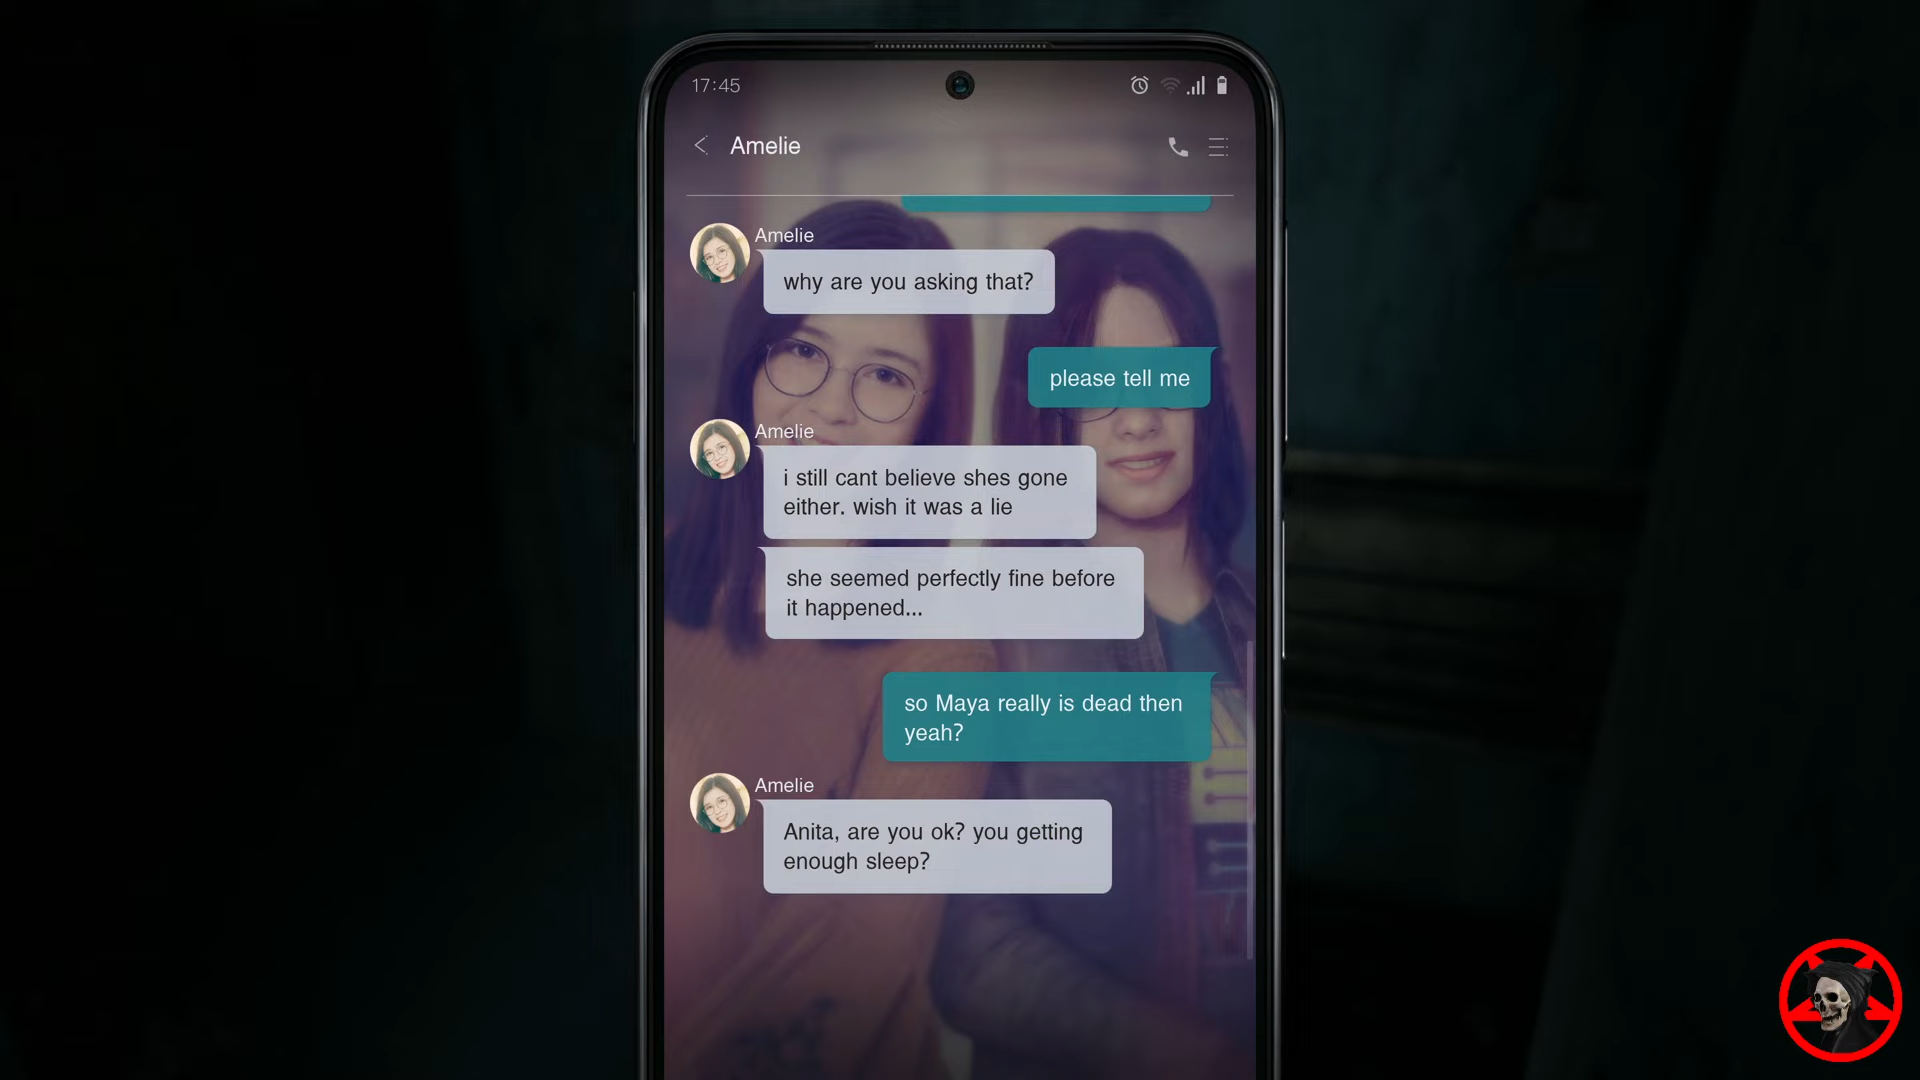 17:45
Amelie
Amelie
why are you asking that?
please tell me
Amelie
i still cant believe shes gone
either. wish it was a lie
she seemed perfectly fine before
it happened...
so Maya really is dead then
yeah?
Amelie
Anita, are you ok? you getting
enough sleep?